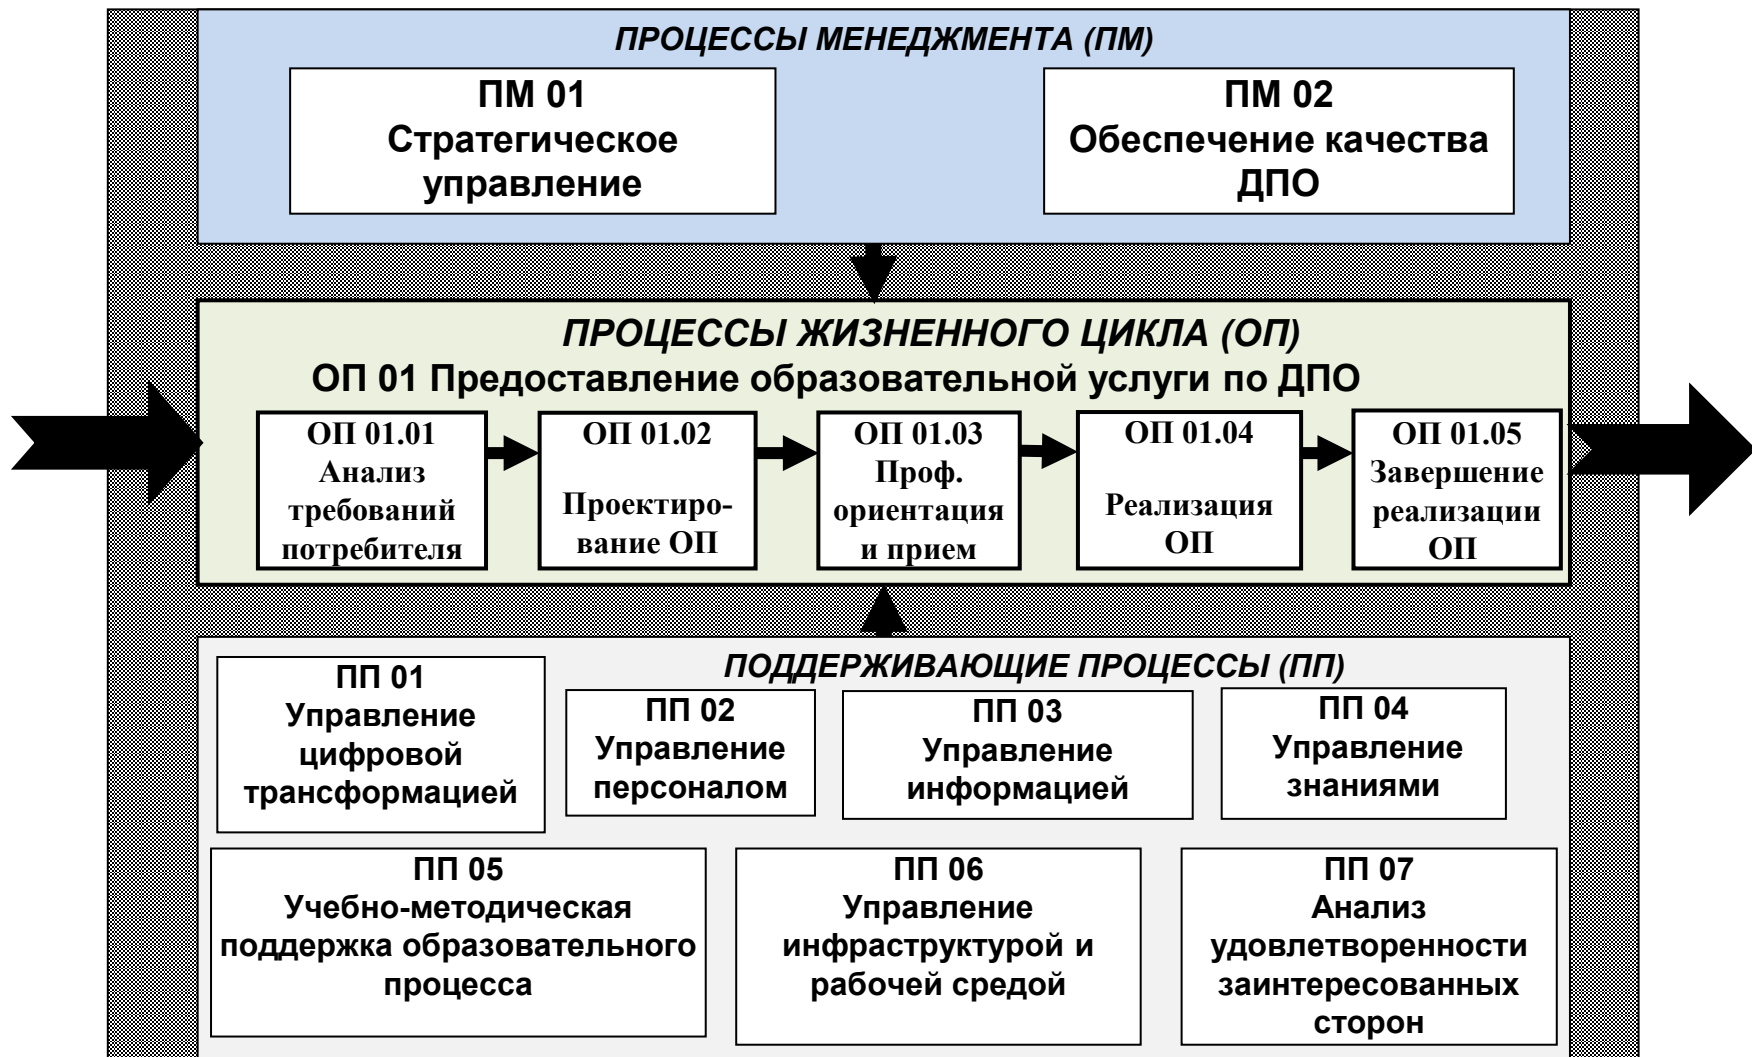 ПРОЦЕССЫ МЕНЕДЖМЕНТА (ПМ)
ПМ 01
Стратегическое
управление
ПМ 02
Обеспечение качества
ДПО
ПРОЦЕССЫ ЖИЗНЕННОГО ЦИКЛА (ОП)
ОП 01 Предоставление образовательной услуги по ДПО
ОП 01.01
Анализ
требований
потребителя
ОП 01.02
Проектиро-
вание ОП
ОП 01.03
Проф.
ориентация
и прием
ОП 01.04
Реализация
ОП
ОП 01.05
Завершение
реализации
ОП
ПОДДЕРЖИВАЮЩИЕ ПРОЦЕССЫ (ПП)
ПП 01
Управление
цифровой
трансформацией
ПП 02
Управление
персоналом
ПП 03
Управление
информацией
ПП 04
Управление
знаниями
ПП 05
Учебно-методическая
поддержка образовательного
процесса
ПП 06
Управление
инфраструктурой и
рабочей средой
ПП 07
Анализ
удовлетворенности
заинтересованных
сторон